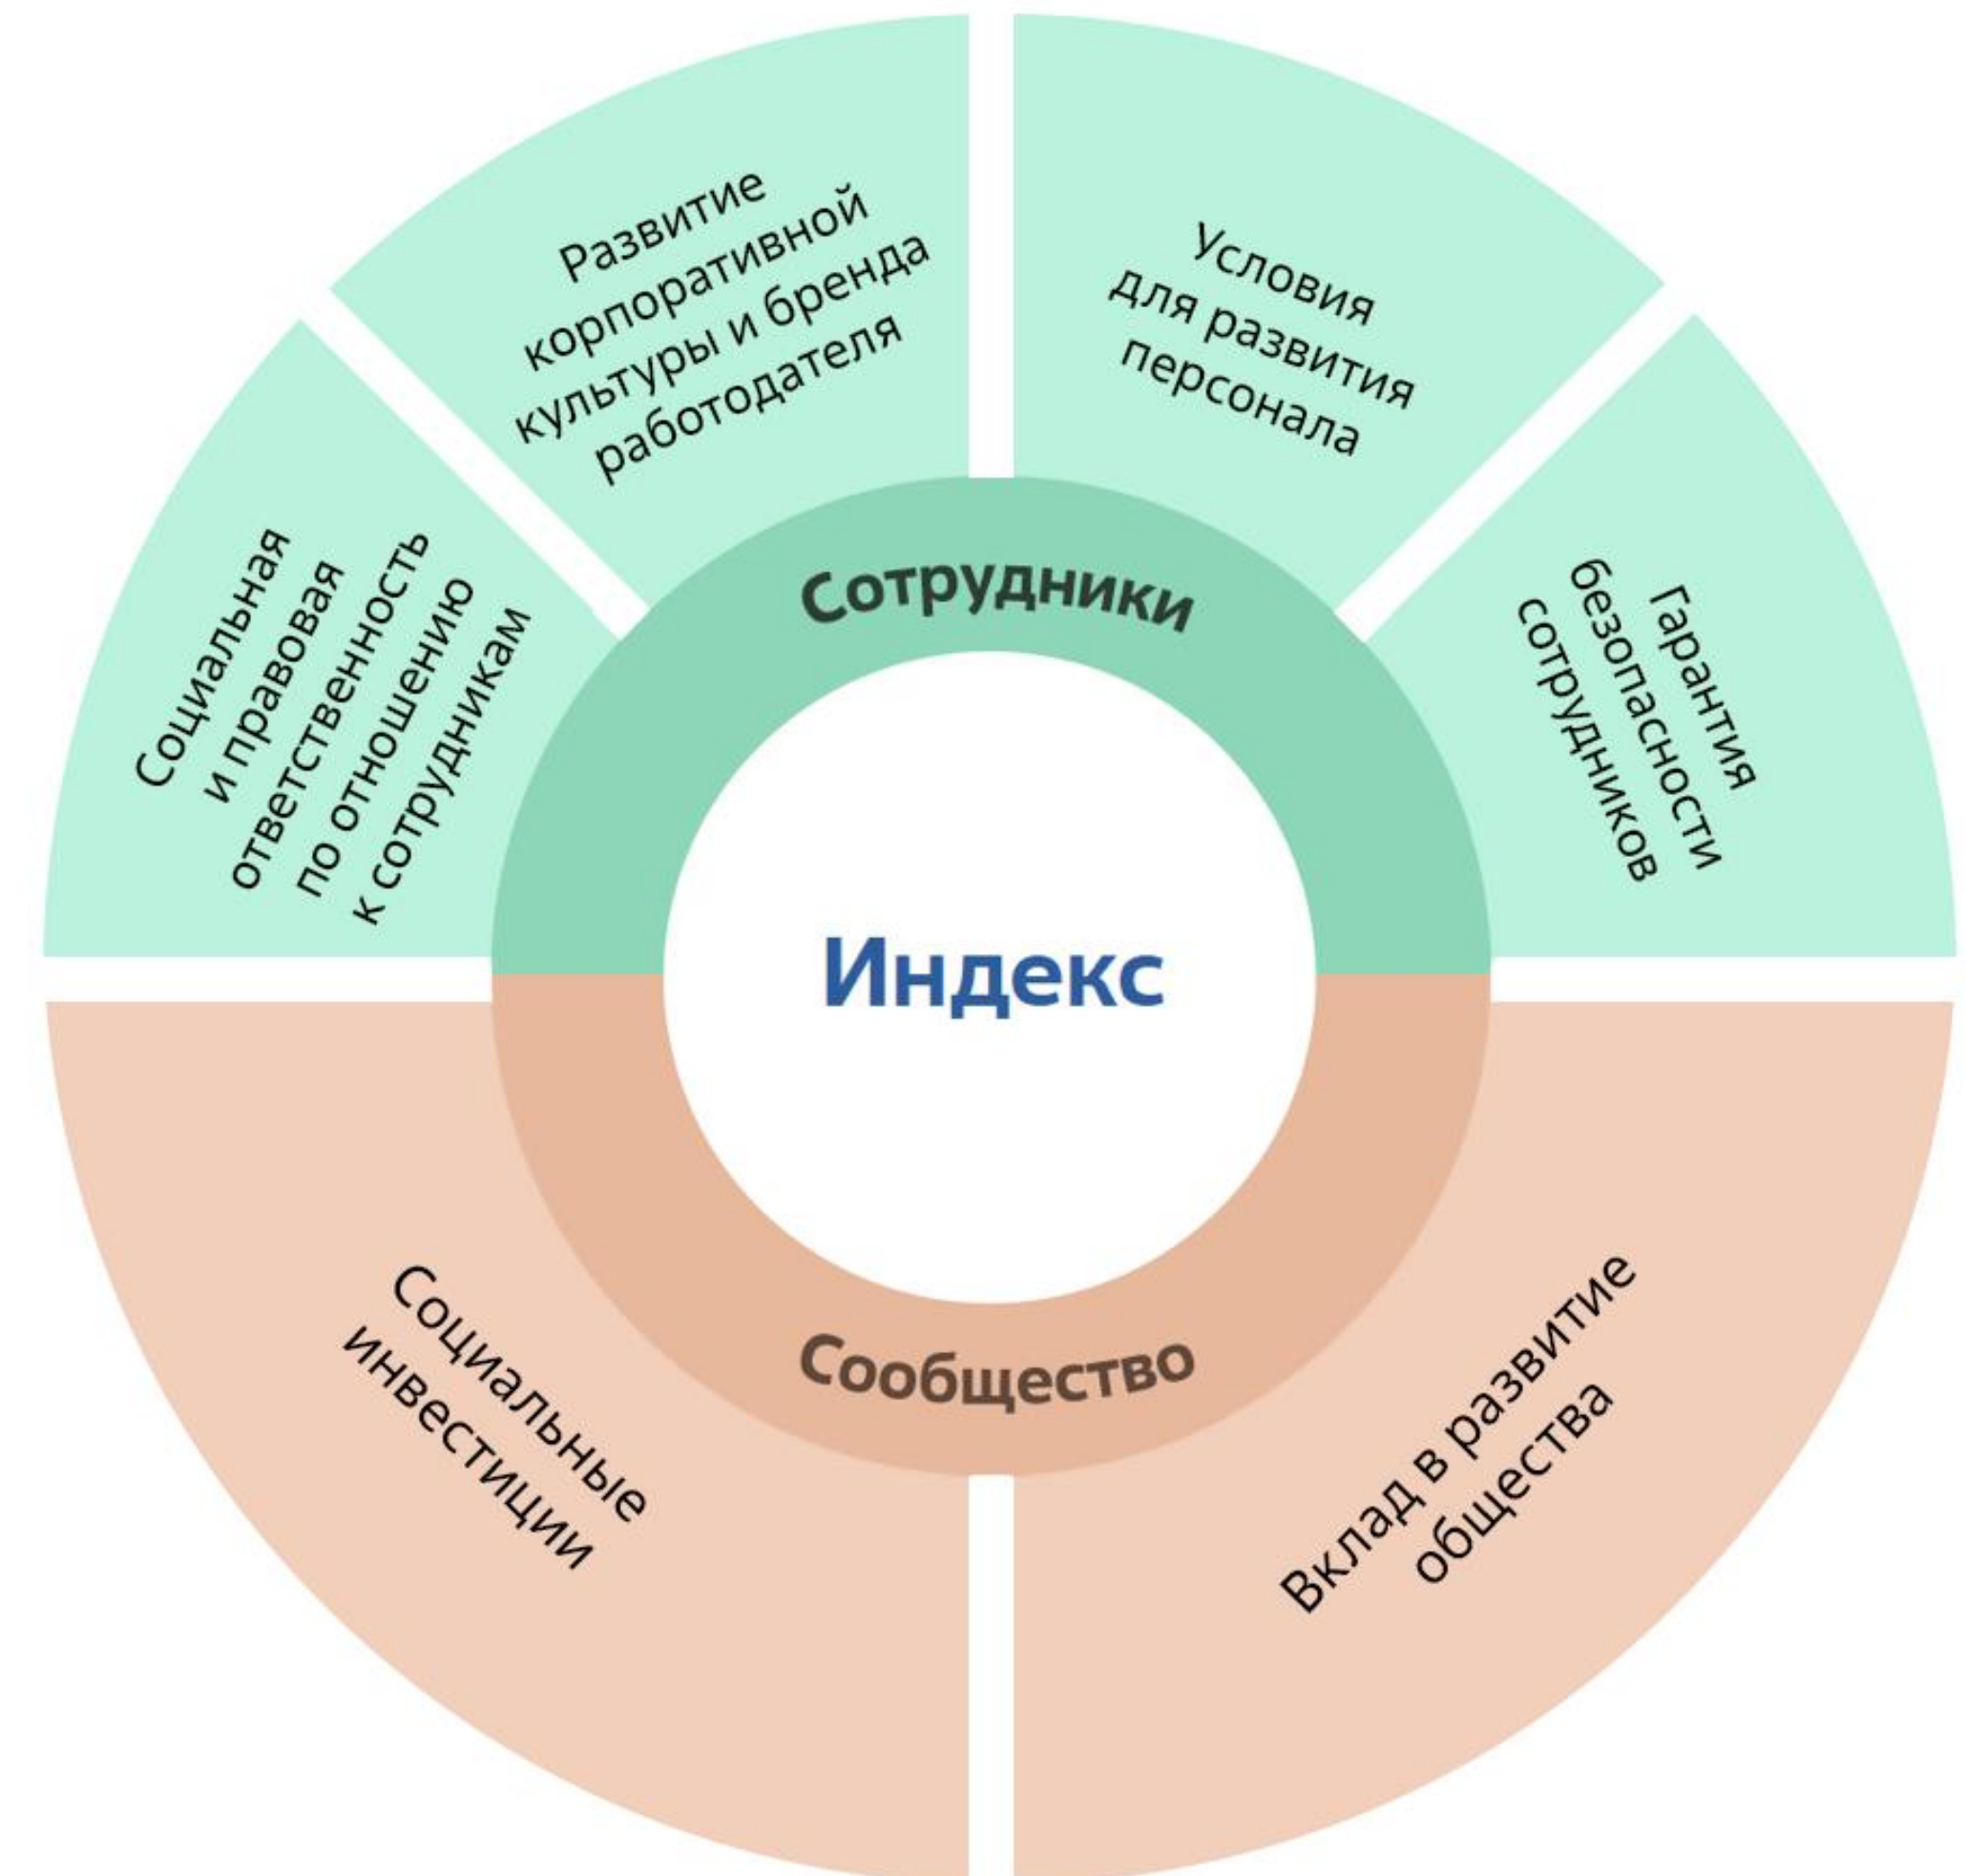 Развитие
корпоративной
культуры и бренда
работодателя
Условия
для развития
персонала
Социальная
и правовая
ответственность
по отношению
к сотрудникам
Гарантия
безопасности
сотрудников
Сотрудники
Индекс
Сообщество
Социальные
инвестиции
Вклад в развитие
общества